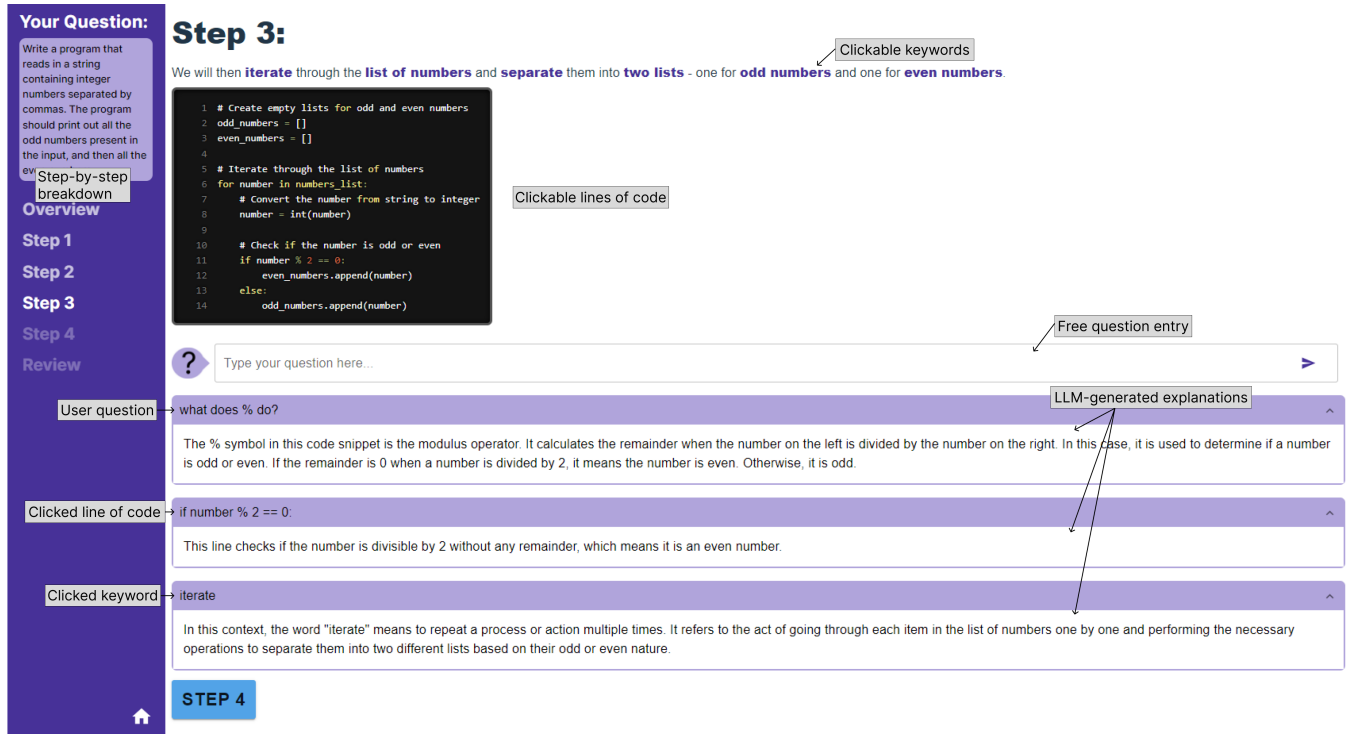 Your Question:
Write a program that
reads in a string
containing integer
numbers separated by
commas. The program
should print out all the
odd numbers present in
the input, and then all the
Step-by-step
breakdown
Overview
Step 1
Step 2
Step 3
Step 4
Review
Step 3:
Clickable keywords
We will then iterate through the list of numbers and separate them into two lists - one for odd numbers and one for even numbers.
1 # Create empty lists for odd and even numbers
2 odd_numbers = []
3 even_numbers = []
4
5 # Iterate through the list of numbers
6 for number in numbers_list:
7 # Convert the number from string to integer
8 number = int(number)
9
10 # Check if the number is odd or even
11 if number % 2 == 0:
12 even_numbers.append(number)
13 else:
14 odd_numbers.append(number)
Clickable lines of code
Free question entry
?
Type your question here...
LLM-generated explanations
User question
what does % do?
The % symbol in this code snippet is the modulus operator. It calculates the remainder when the number on the left is divided by the number on the right. In this case, it is used to determine if a number
is odd or even. If the remainder is 0 when a number is divided by 2, it means the number is even. Otherwise, it is odd.
Clicked line of code
if number % 2 == 0:
This line checks if the number is divisible by 2 without any remainder, which means it is an even number.
Clicked keyword
iterate
In this context, the word "iterate" means to repeat a process or action multiple times. It refers to the act of going through each item in the list of numbers one by one and performing the necessary
operations to separate them into two different lists based on their odd or even nature.
STEP 4